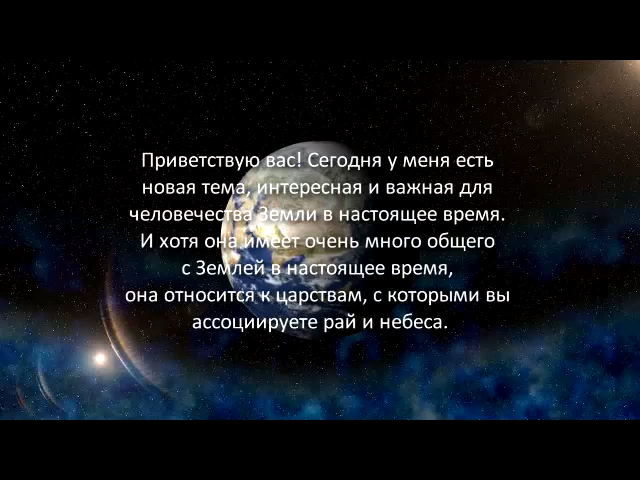 Приветствую вас! Сегодня у меня есть
новая тема, интересная и важная для
человечества Земли в настоящее время.
И хотя она имеет очень много общего
с Землей в настоящее время,
она относится к царствам, с которыми вы
ассоциируете рай и небеса.